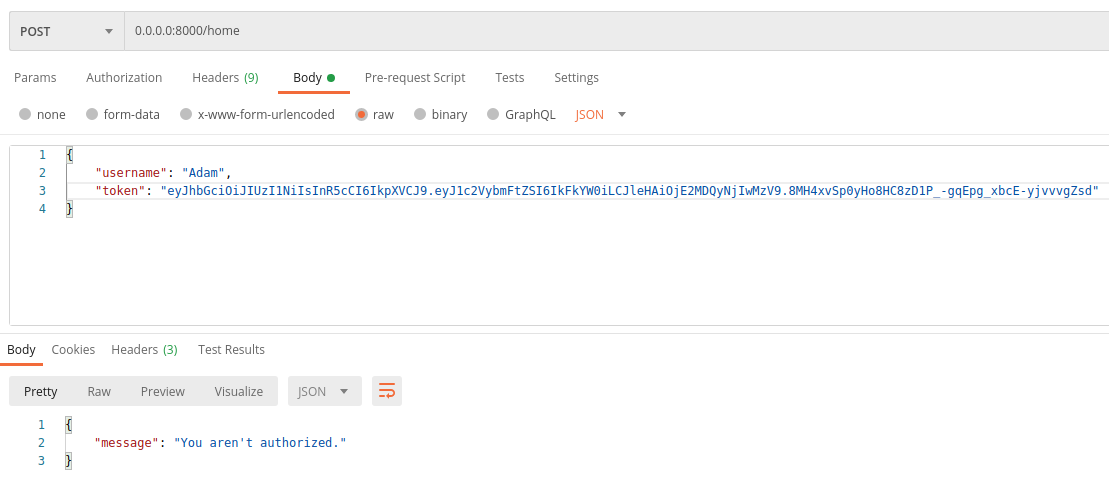 POST 0.0.0.0:8000/home
Params Authorization Headers (9) Body Pre-request Script Tests Settings
none form-data x-www-form-urlencoded raw binary GraphQL JSON
1 {
2 "username": "Adam",
3 "token": "eyJhbGciOiJIUzI1NiIsInR5cCI6IkpXVCJ9.eyJ1c2VybmFtZSI6IkFkYW0iLCJleHAiOjE2MDQyNjIwMzV9.8MH4xvSp0yHo8HC8zD1P_-gqEpg_xbcE-yjvvvgZsd"
4 }
Body Cookies Headers (3) Test Results
Pretty Raw Preview Visualize JSON
1 {
2 "message": "You aren't authorized."
3 }